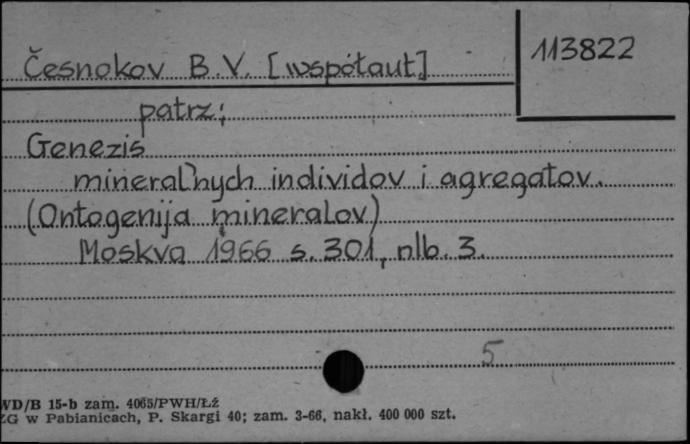 Česnokov B.V. [współaut]
113822
patrz:
Genezis
mineral'nych individov i agregatov.
(Ontogenija mineralov)
Moskva 1966 s. 301, nlb. 3.
5
WD/B 15-b zam. 4065/PWH/Łż
ZG w Pabianicach, P. Skargi 40; zam. 3-66, nakł. 400 000 szt.